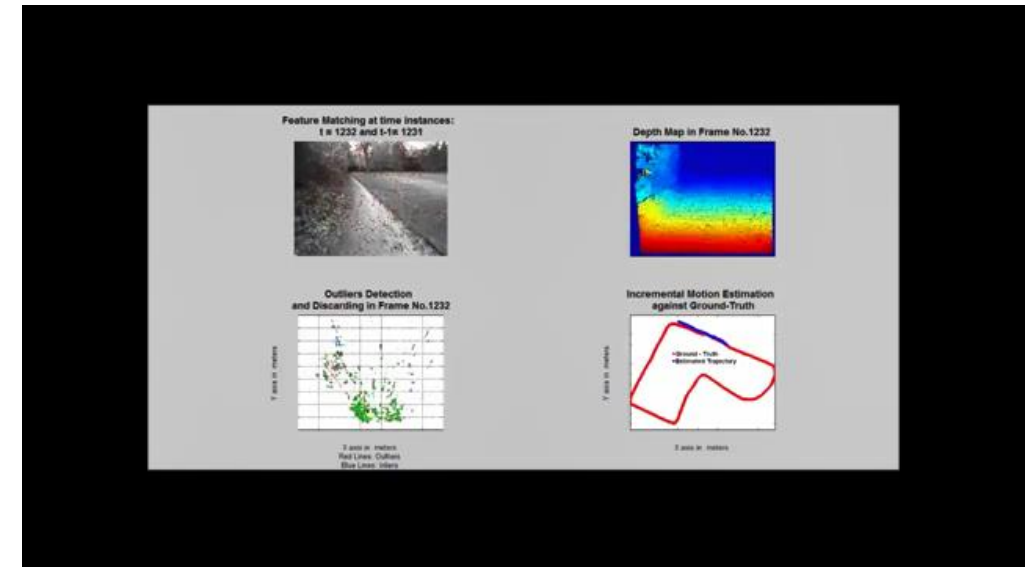 Feature Matching at time instances:
t = 1232 and t-1= 1231
Depth Map in Frame No.1232
Outliers Detection
and Discarding in Frame No.1232
Y axis in meters
X axis in meters
Red Lines: Outliers
Blue Lines: Inliers
Incremental Motion Estimation
against Ground-Truth
Ground - Truth
Estimated Trajectory
Y axis in meters
X axis in meters